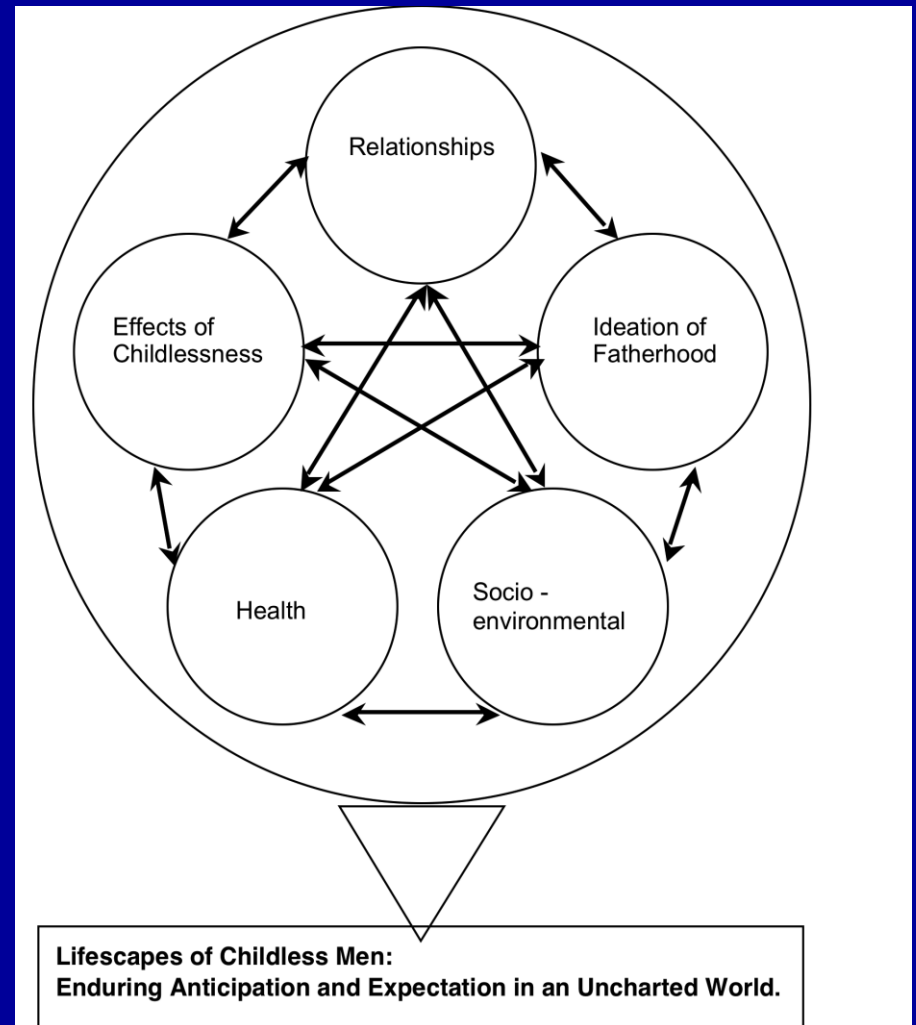 Relationships
Effects of
Childlessness
Ideation of
Fatherhood
Health
Socio -
environmental
Lifescapes of Childless Men:
Enduring Anticipation and Expectation in an Uncharted World.